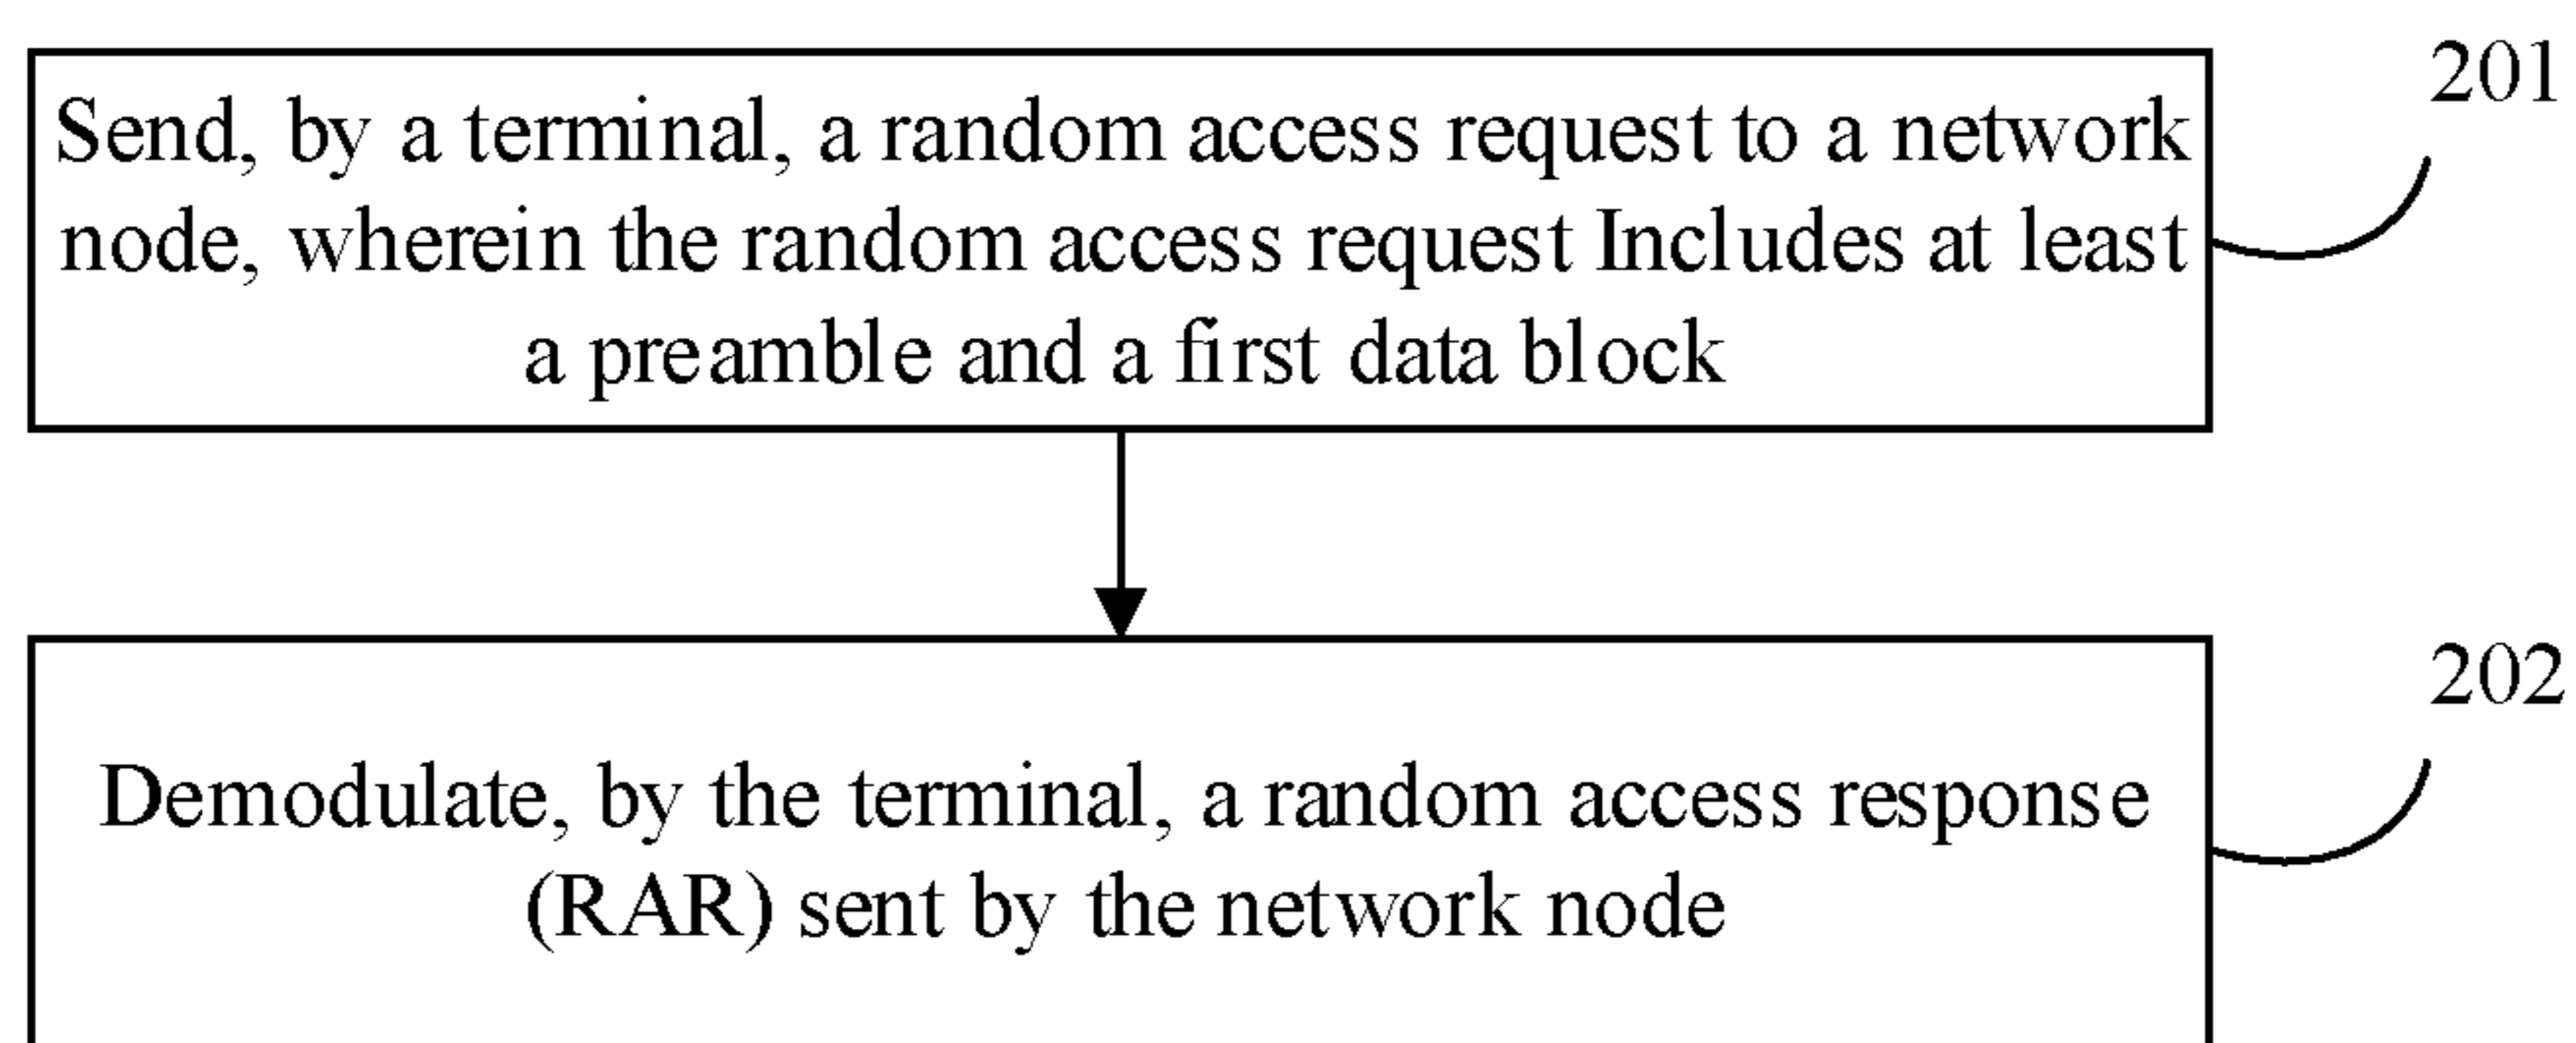 201
Send, by a terminal, a random access request to a network
node, wherein the random access request Includes at least
a preamble and a first data block
202
Demodulate, by the terminal, a random access response
(RAR) sent by the network node